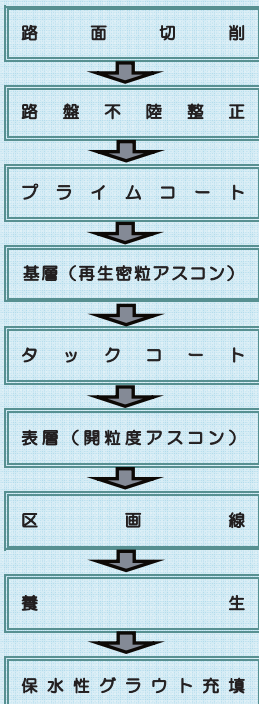 路面切削
路盤不陸整正
プライムコート
基層（再生密粒アスコン）
タックコート
表層（開粒度アスコン）
区画線
養生
保水性グラウト充填